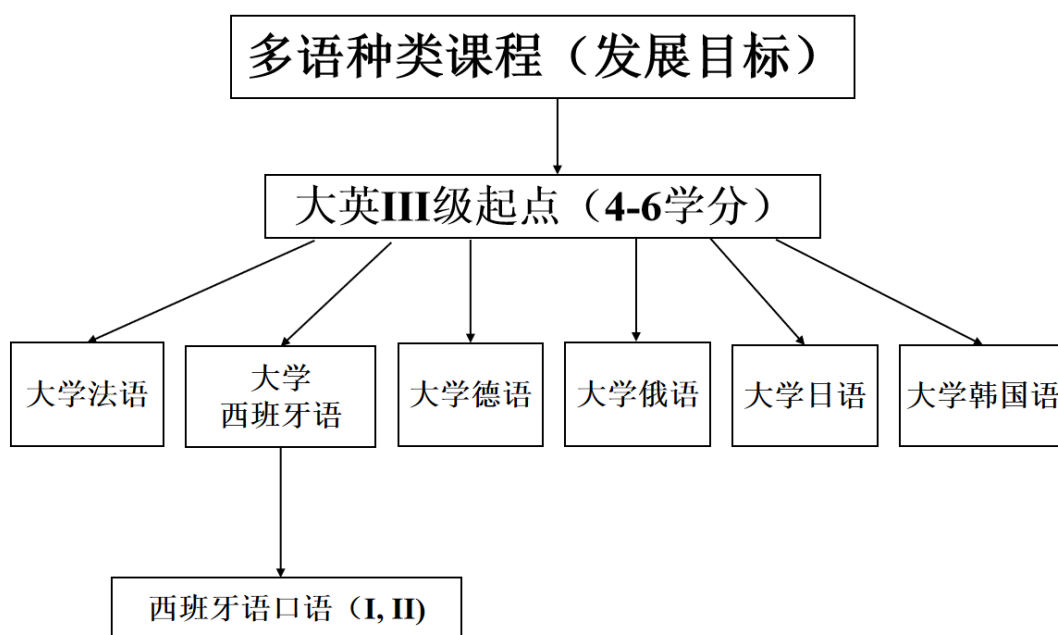 多语种类课程（发展目标）
大英III级起点（4-6学分）
大学法语
大学
西班牙语
大学德语
大学俄语
大学日语
大学韩国语
西班牙语口语（I, II)